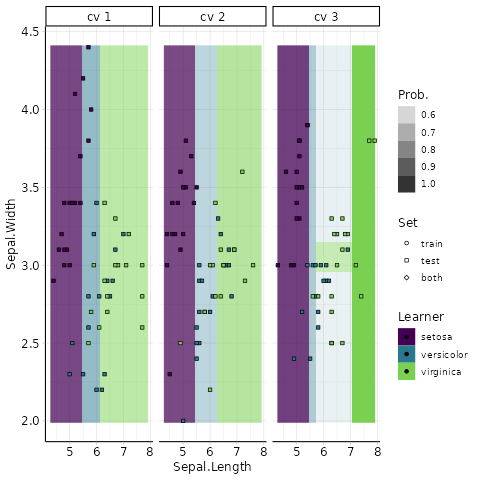 cv 1 cv 2 cv 3
4.5
4.0
3.5
3.0
2.5
2.0
Sepal.Width
5 6 7 8 5 6 7 8 5 6 7 8
Sepal.Length
Prob.
0.6
0.7
0.8
0.9
1.0
Set
train
test
both
Learner
setosa
versicolor
virginica